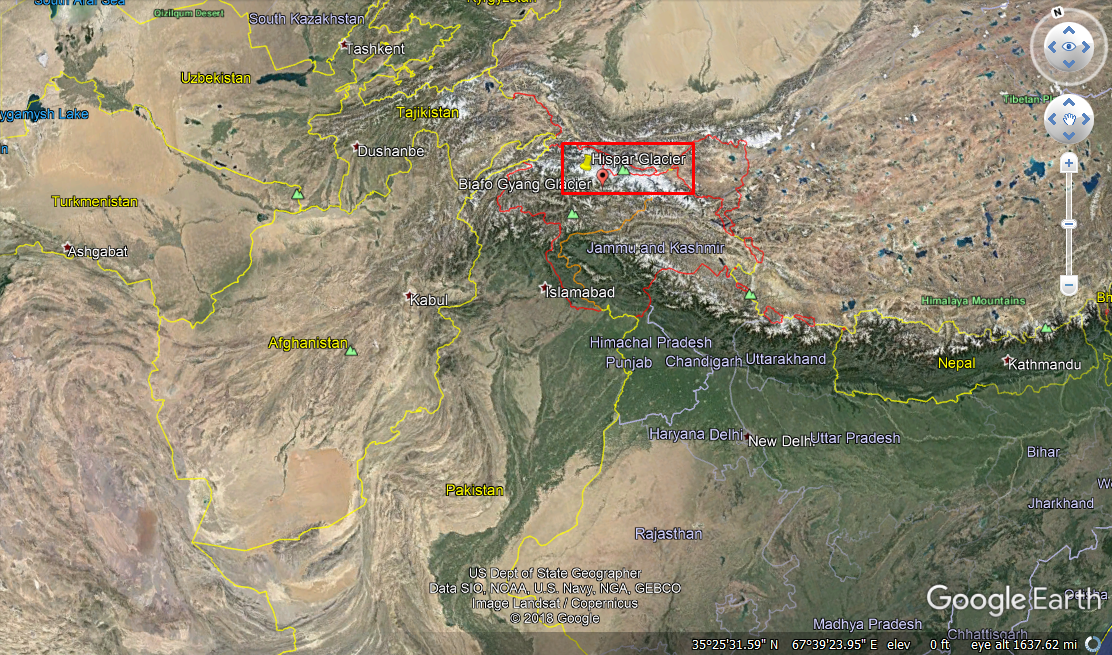 South Aral Sea
Kyrgyzstan
Qizilqum Desert
South Kazakhstan
N
Tashkent
Uzbekistan
Tibetan Pl
Tajikistan
ygamysh Lake
Dushanbe
n
Hispar Glacier
Biafo Gyang Glacier
Turkmenistan
Ashgabat
Jammu and Kashmir
Islamabad
Kabul
Himalaya Mountains
Bh
Himachal Pradesh
Afghanistan
Punjab
Chandigarh
Uttarakhand
Nepal
Kathmandu
Haryana
Delhi
New Delhi
Uttar Pradesh
Bihar
Pakistan
W
Jharkhand
Rajasthan
US Dept of State Geographer
Data SIO, NOAA, U.S. Navy, NGA, GEBCO
Image Landsat / Copernicus
© 2018 Google
Google Earth
Odisha
Madhya Pradesh
Chhattisgarh
35°25'31.59" N 67°39'23.95" E elev 0 ft eye alt 1637.62 mi